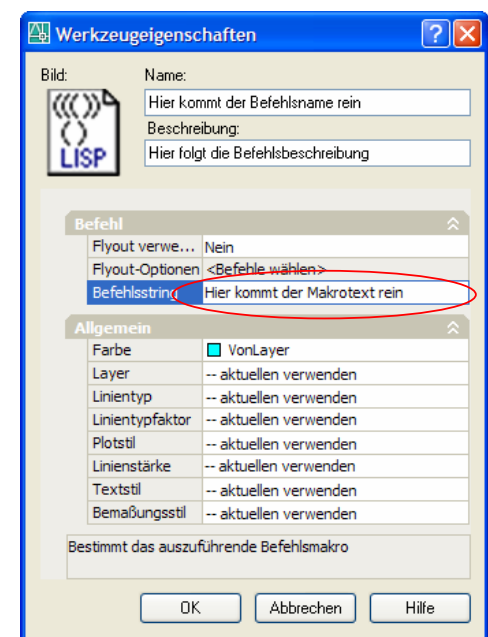 Werkzeugeigenschaften
Bild: Name:
Hier kommt der Befehlsname rein
Beschreibung:
Hier folgt die Befehlsbeschreibung
LISP
Befehl
Flyout verwe... Nein
Flyout-Optionen <Befehle wählen>
Befehlsstring Hier kommt der Makrotext rein
Allgemein
Farbe VonLayer
Layer -- aktuellen verwenden
Linientyp -- aktuellen verwenden
Linientypfaktor -- aktuellen verwenden
Plotstil -- aktuellen verwenden
Linienstärke -- aktuellen verwenden
Textstil -- aktuellen verwenden
Bemaßungsstil -- aktuellen verwenden
Bestimmt das auszuführende Befehlsmakro
OK Abbrechen Hilfe